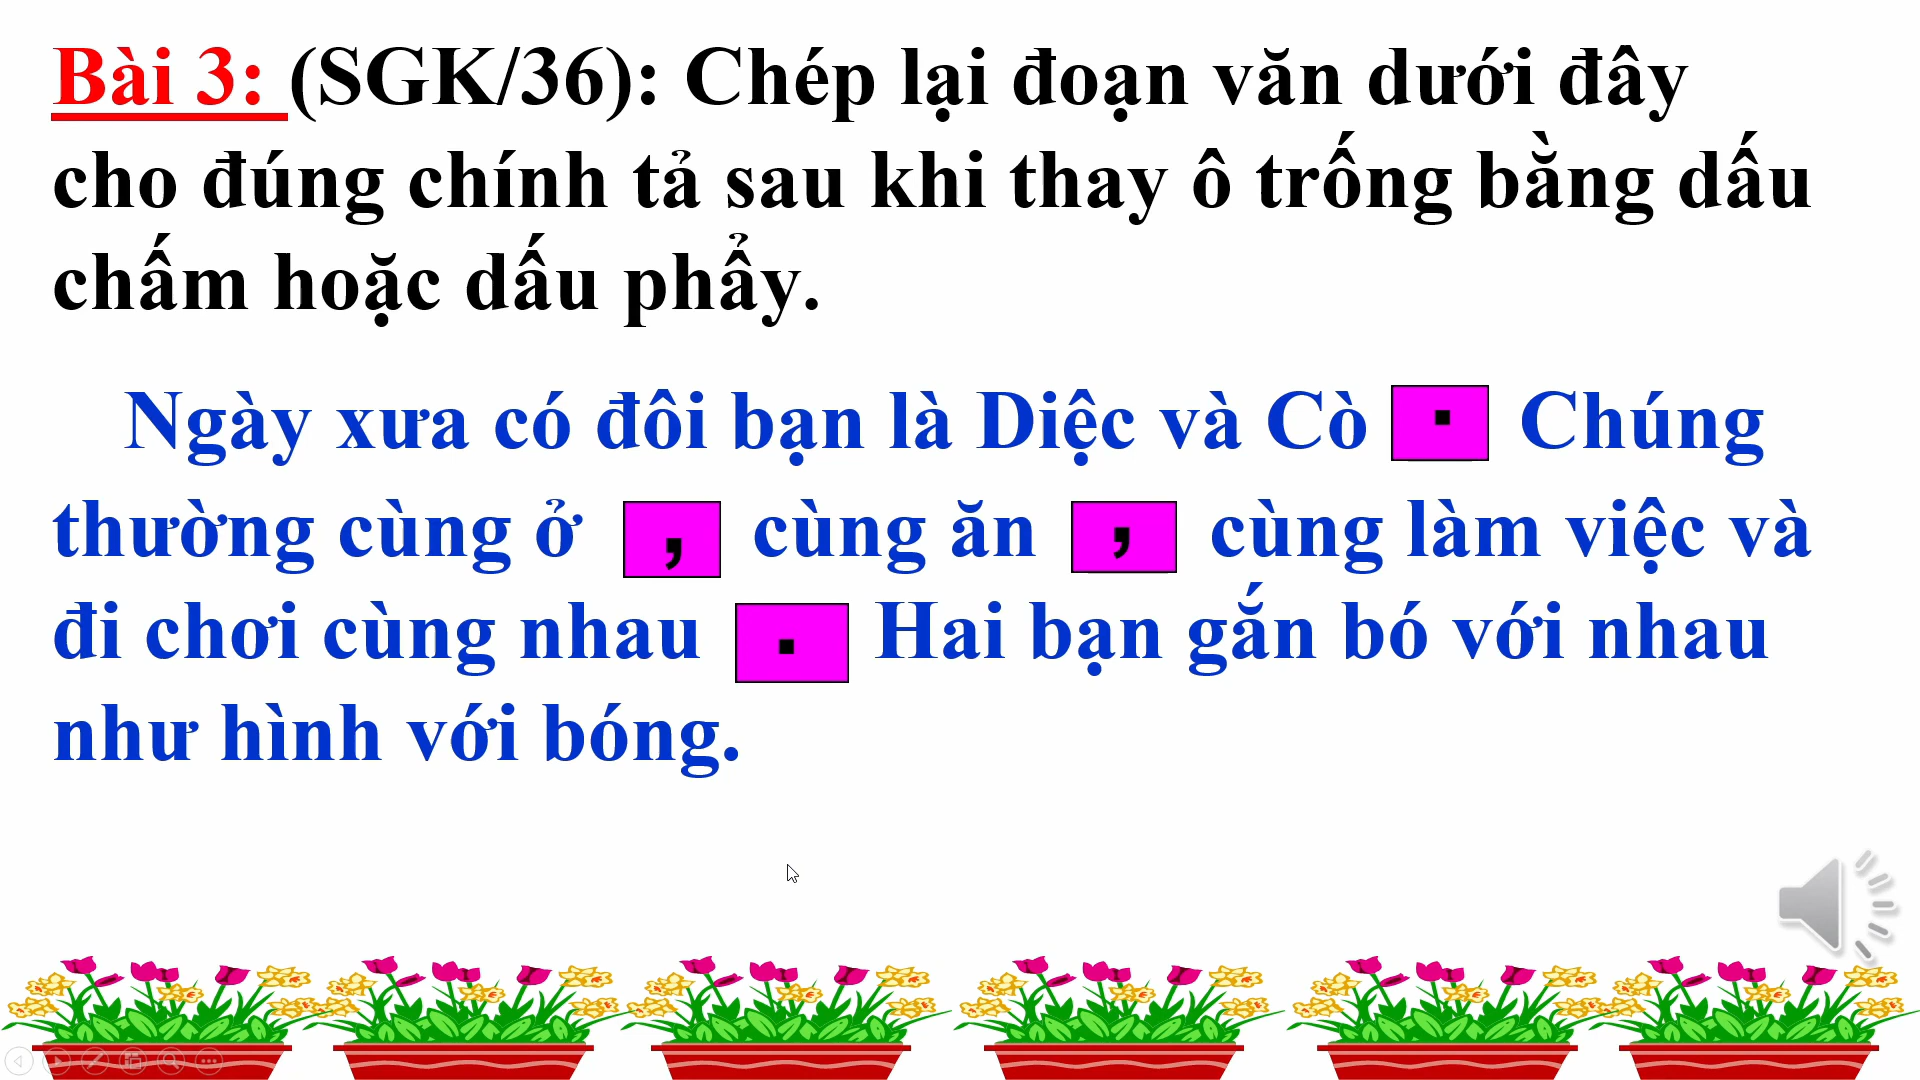 Bài 3: (SGK/36): Chép lại đoạn văn dưới đây
cho đúng chính tả sau khi thay ô trống bằng dấu
chấm hoặc dấu phẩy.
Ngày xưa có đôi bạn là Diệc và Cò . Chúng
thường cùng ở , cùng ăn , cùng làm việc và
đi chơi cùng nhau . Hai bạn gắn bó với nhau
như hình với bóng.